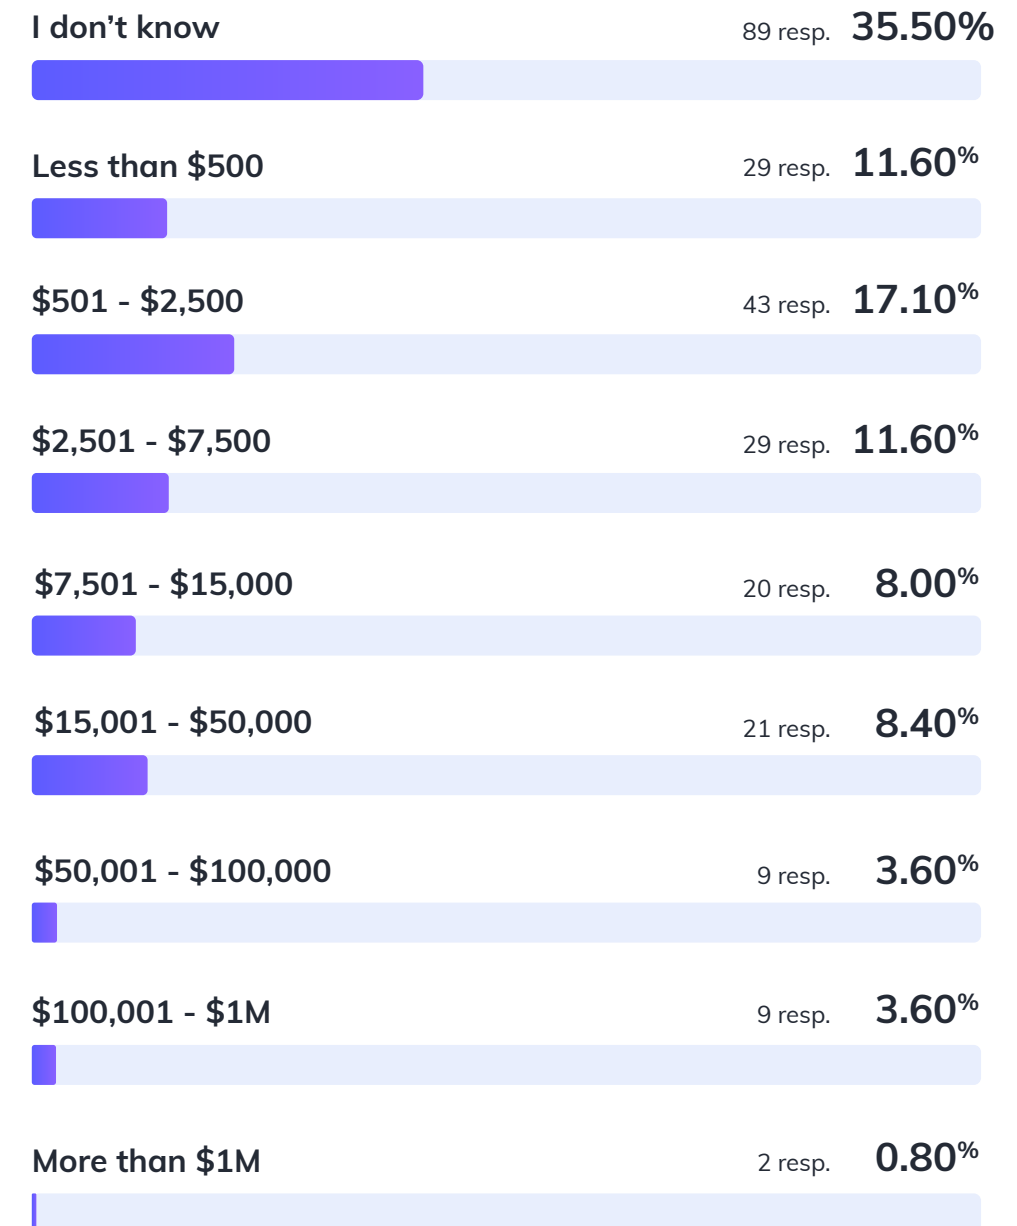 I don’t know 89 resp. 35.50%
Less than $500 29 resp. 11.60%
$501 - $2,500 43 resp. 17.10%
$2,501 - $7,500 29 resp. 11.60%
$7,501 - $15,000 20 resp. 8.00%
$15,001 - $50,000 21 resp. 8.40%
$50,001 - $100,000 9 resp. 3.60%
$100,001 - $1M 9 resp. 3.60%
More than $1M 2 resp. 0.80%